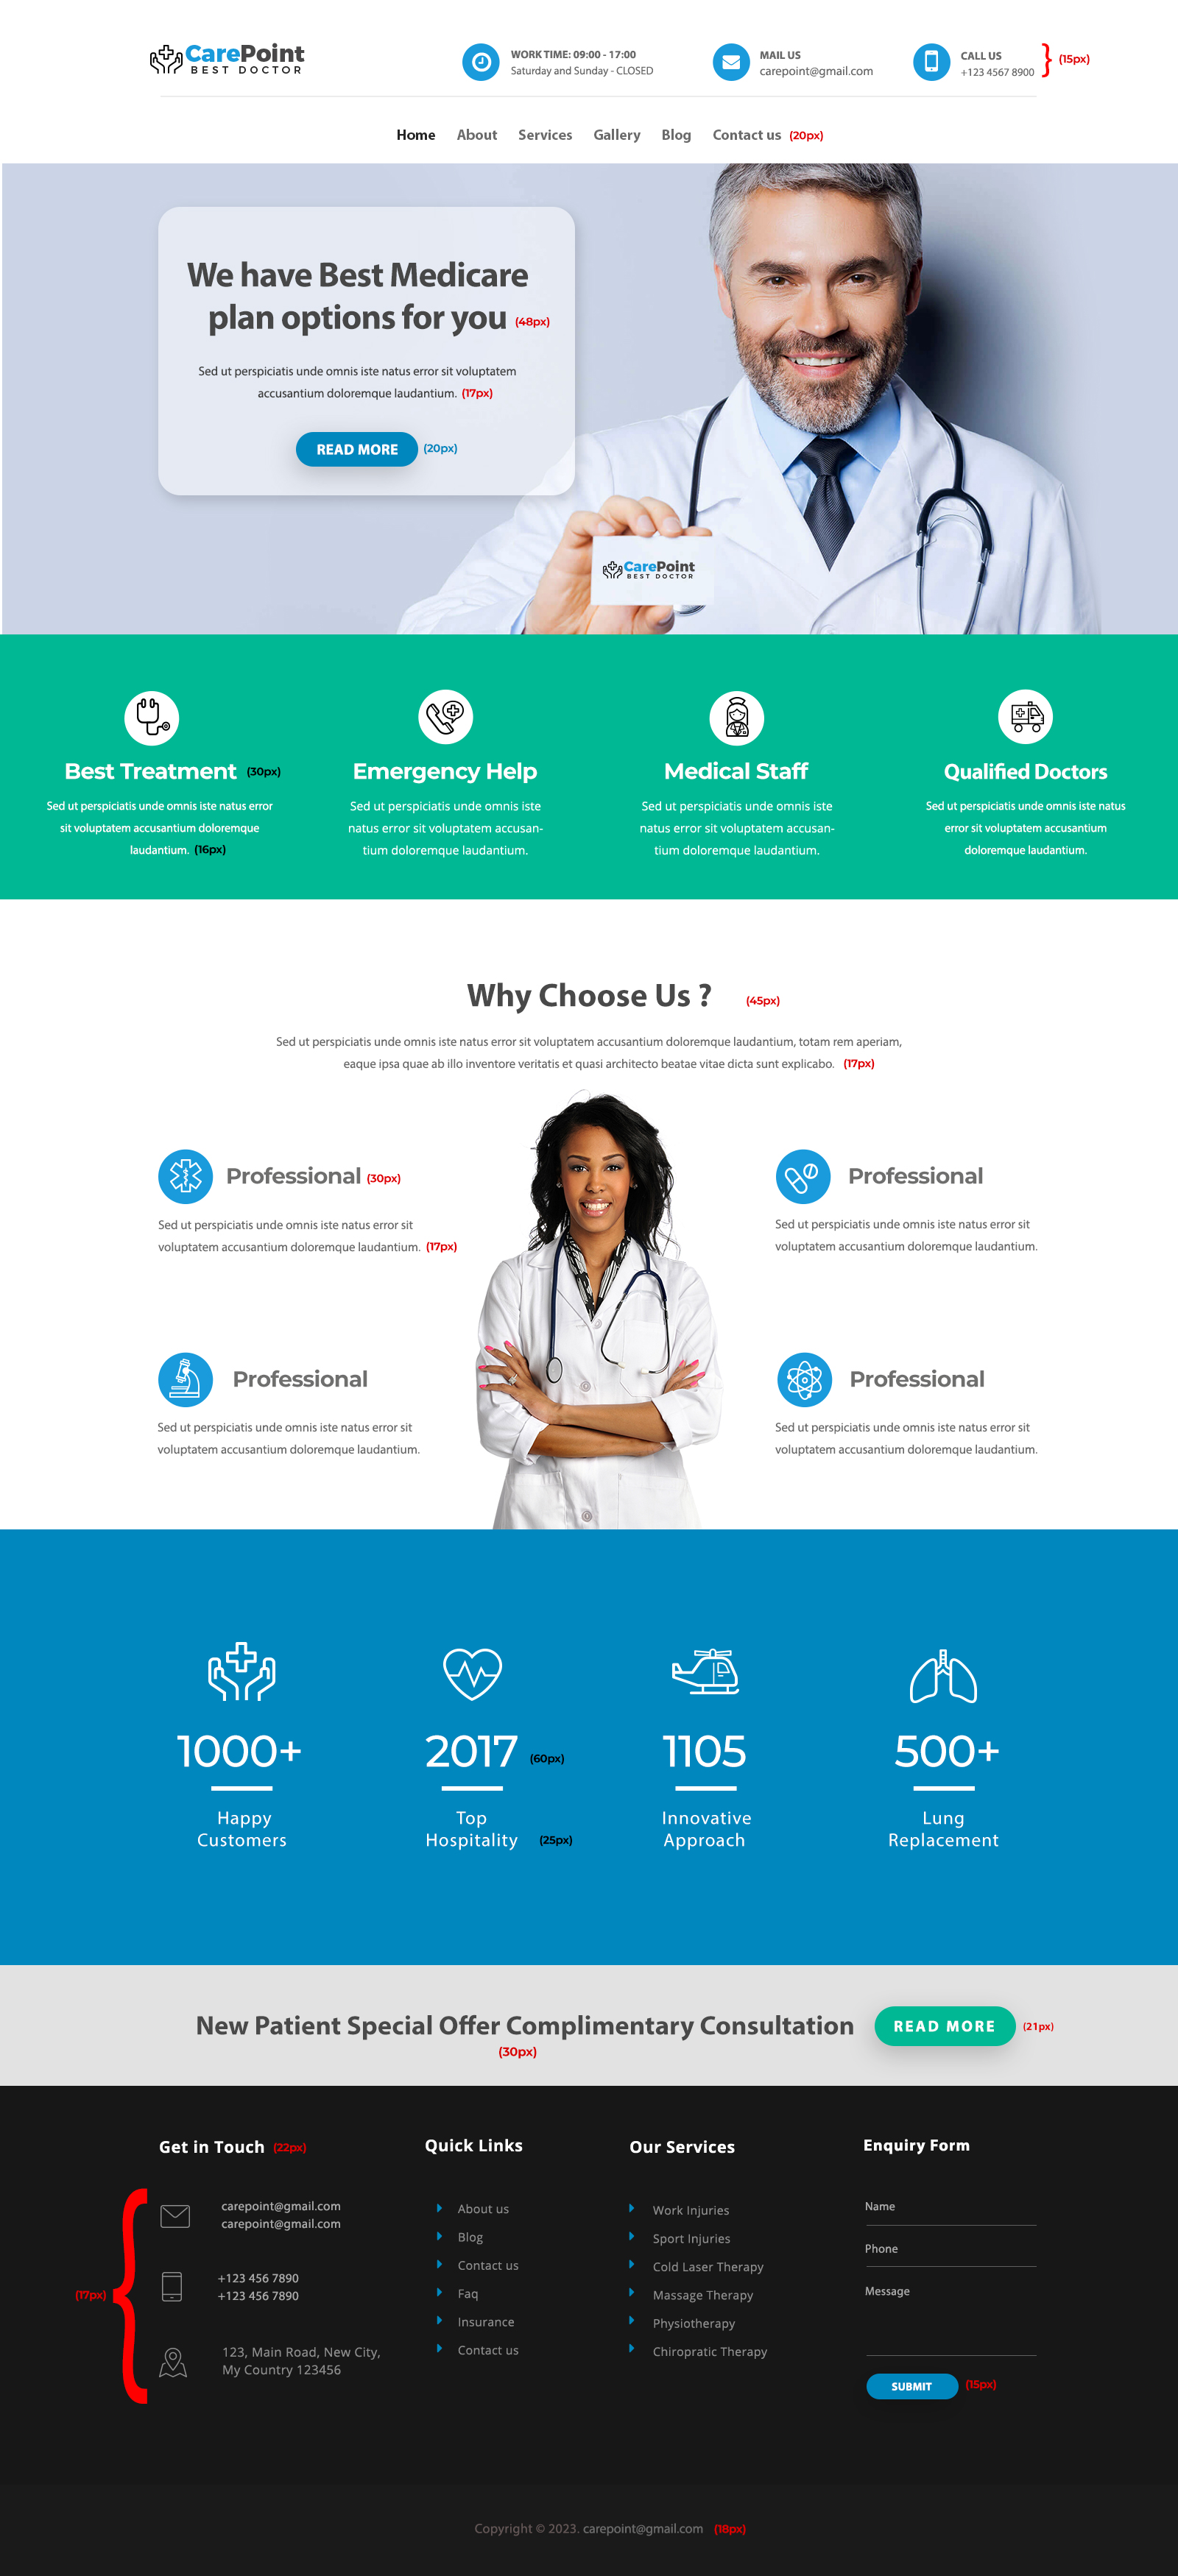 CarePoint
BEST DOCTOR
WORK TIME: 09:00 - 17:00
Saturday and Sunday - CLOSED
MAIL US
carepoint@gmail.com
CALL US
+123 4567 8900
(15px)
Home About Services Gallery Blog Contact us (20px)
We have Best Medicare
plan options for you (48px)
Sed ut perspiciatis unde omnis iste natus error sit voluptatem
accusantium doloremque laudantium. (17px)
READ MORE (20px)
CarePoint
BEST DOCTOR
Best Treatment (30px)
Sed ut perspiciatis unde omnis iste natus error
sit voluptatem accusantium doloremque
laudantium. (16px)
Emergency Help
Sed ut perspiciatis unde omnis iste
natus error sit voluptatem accusan-
tium doloremque laudantium.
Medical Staff
Sed ut perspiciatis unde omnis iste
natus error sit voluptatem accusan-
tium doloremque laudantium.
Qualified Doctors
Sed ut perspiciatis unde omnis iste natus
error sit voluptatem accusantium
doloremque laudantium.
Why Choose Us ? (45px)
Sed ut perspiciatis unde omnis iste natus error sit voluptatem accusantium doloremque laudantium, totam rem aperiam,
eaque ipsa quae ab illo inventore veritatis et quasi architecto beatae vitae dicta sunt explicabo. (17px)
Professional (30px)
Sed ut perspiciatis unde omnis iste natus error sit
voluptatem accusantium doloremque laudantium. (17px)
Professional
Sed ut perspiciatis unde omnis iste natus error sit
voluptatem accusantium doloremque laudantium.
Professional
Sed ut perspiciatis unde omnis iste natus error sit
voluptatem accusantium doloremque laudantium.
Professional
Sed ut perspiciatis unde omnis iste natus error sit
voluptatem accusantium doloremque laudantium.
1000+
Happy
Customers
2017 (60px)
Top
Hospitality (25px)
1105
Innovative
Approach
500+
Lung
Replacement
New Patient Special Offer Complimentary Consultation
(30px)
READ MORE (21px)
Get in Touch (22px)
carepoint@gmail.com
carepoint@gmail.com
+123 456 7890
+123 456 7890
(17px)
123, Main Road, New City,
My Country 123456
Quick Links
About us
Blog
Contact us
Faq
Insurance
Contact us
Our Services
Work Injuries
Sport Injuries
Cold Laser Therapy
Massage Therapy
Physiotherapy
Chiropratic Therapy
Enquiry Form
Name
Phone
Message
SUBMIT (15px)
Copyright © 2023. carepoint@gmail.com (18px)